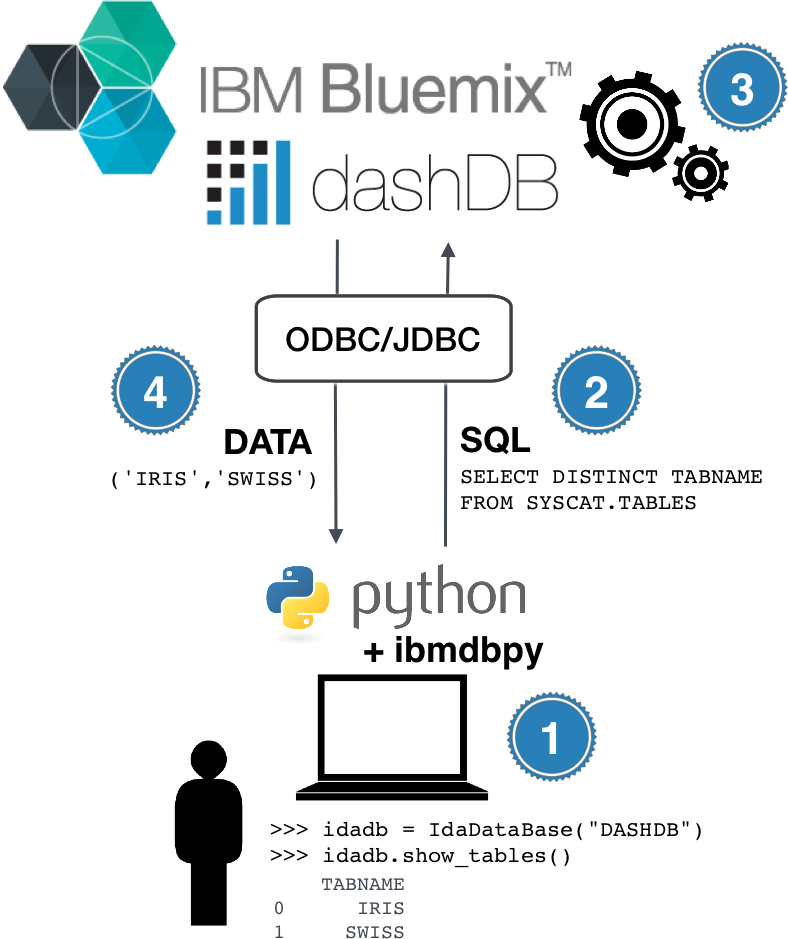 IBM Bluemix™
3
dashDB
ODBC/JDBC
4
2
DATA
SQL
('IRIS','SWISS')
SELECT DISTINCT TABNAME
FROM SYSCAT.TABLES
python
+ ibmdbpy
1
>>> idadb = IdaDataBase("DASHDB")
>>> idadb.show_tables()
TABNAME
0 IRIS
1 SWISS